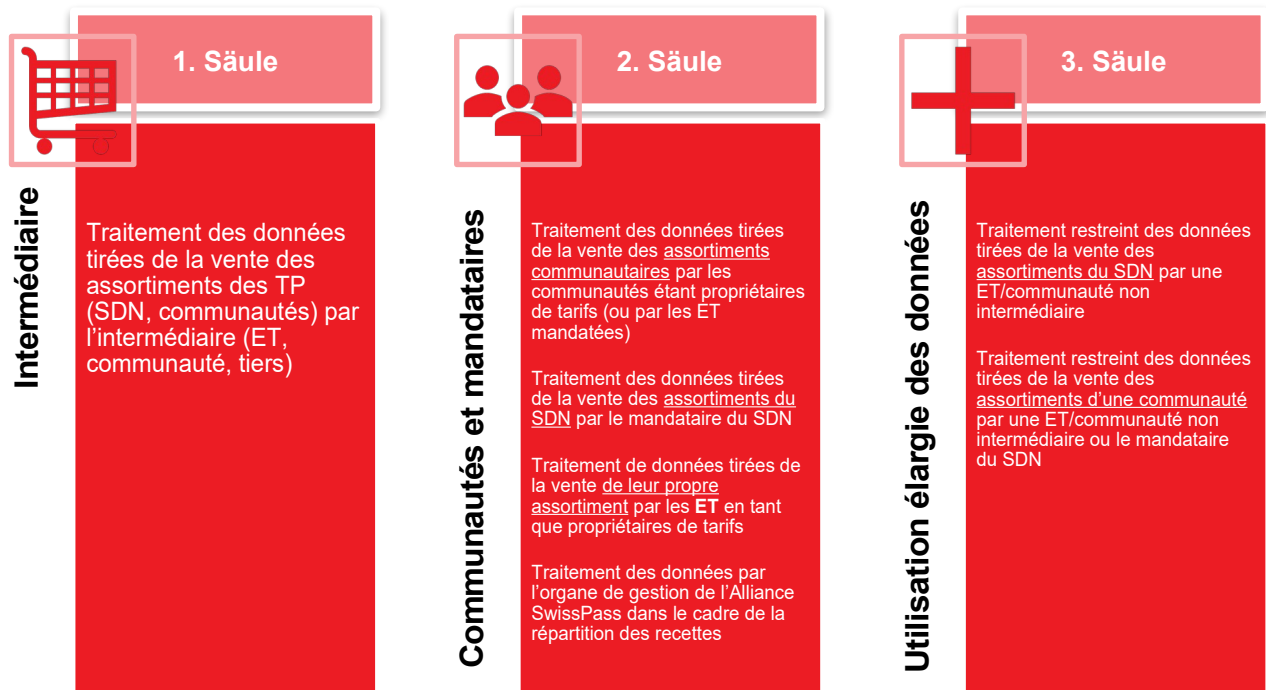 1. Säule
Intermédiaire
Traitement des données
tirées de la vente des
assortiments des TP
(SDN, communautés) par
l’intermédiaire (ET,
communauté, tiers)
2. Säule
Communautés et mandataires
Traitement des données tirées
de la vente des assortiments
communautaires par les
communautés étant propriétaires
de tarifs (ou par les ET
mandatées)
Traitement des données tirées
de la vente des assortiments du
SDN par le mandataire du SDN
Traitement de données tirées de
la vente de leur propre
assortiment par les ET en tant
que propriétaires de tarifs
Traitement des données par
l’organe de gestion de l’Alliance
SwissPass dans le cadre de la
répartition des recettes
3. Säule
Utilisation élargie des données
Traitement restreint des données
tirées de la vente des
assortiments du SDN par une
ET/communauté non
intermédiaire
Traitement restreint des données
tirées de la vente des
assortiments d’une communauté
par une ET/communauté non
intermédiaire ou le mandataire
du SDN